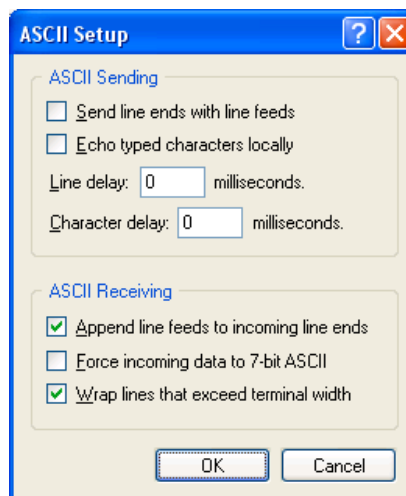 ASCII Setup
ASCII Sending
Send line ends with line feeds
Echo typed characters locally
Line delay: 0 milliseconds.
Character delay: 0 milliseconds.
ASCII Receiving
Append line feeds to incoming line ends
Force incoming data to 7-bit ASCII
Wrap lines that exceed terminal width
OK Cancel